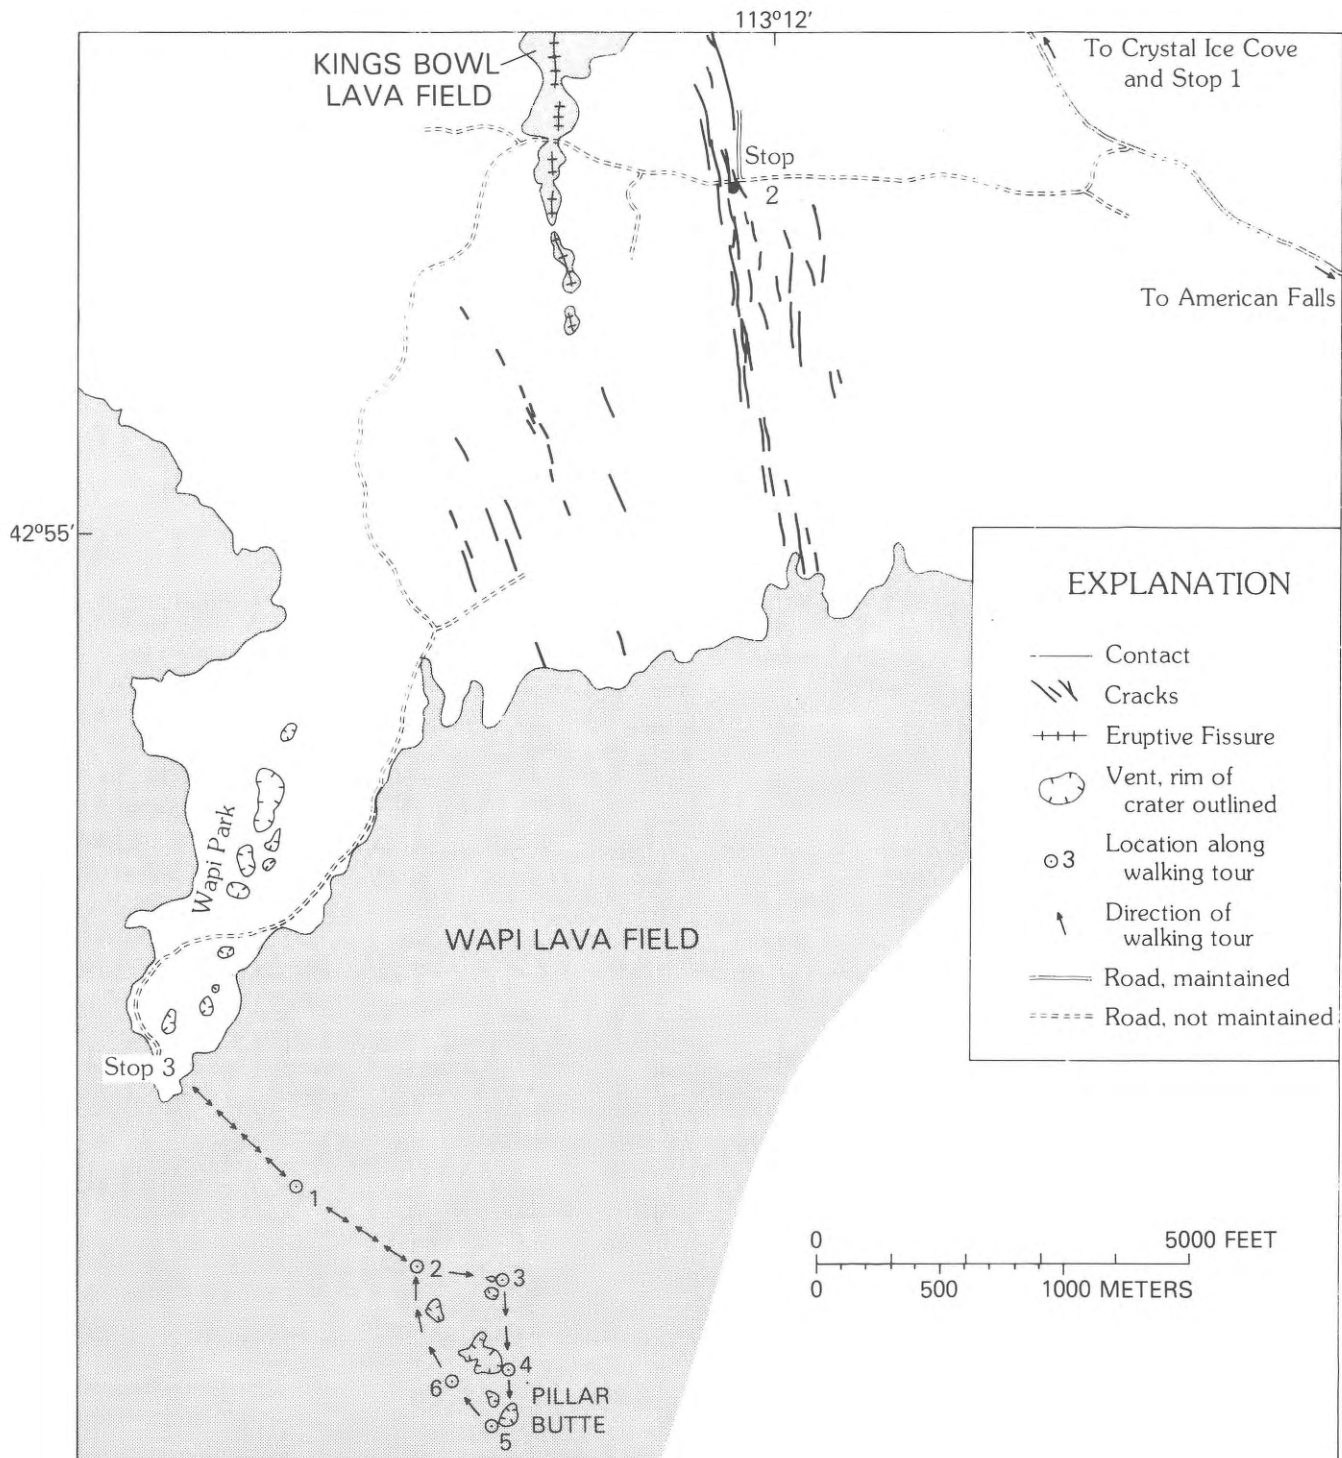 113°12'
KINGS BOWL
LAVA FIELD
To Crystal Ice Cove
and Stop 1
Stop
2
To American Falls
42°55'
EXPLANATION
Contact
Cracks
Eruptive Fissure
Vent, rim of
crater outlined
3
Location along
walking tour
Direction of
walking tour
Road, maintained
Road, not maintained
Wapi Park
WAPI LAVA FIELD
Stop 3
1
2
3
4
6
5
PILLAR
BUTTE
0 5000 FEET
0 500 1000 METERS